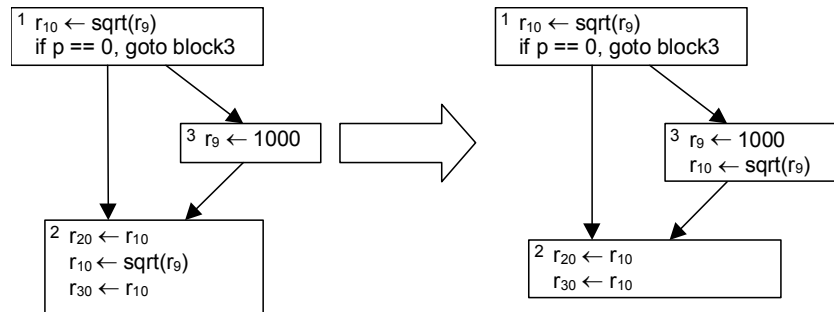 1 r10 ← sqrt(r9)
if p == 0, goto block3
3 r9 ← 1000
2 r20 ← r10
r10 ← sqrt(r9)
r30 ← r10
1 r10 ← sqrt(r9)
if p == 0, goto block3
3 r9 ← 1000
r10 ← sqrt(r9)
2 r20 ← r10
r30 ← r10